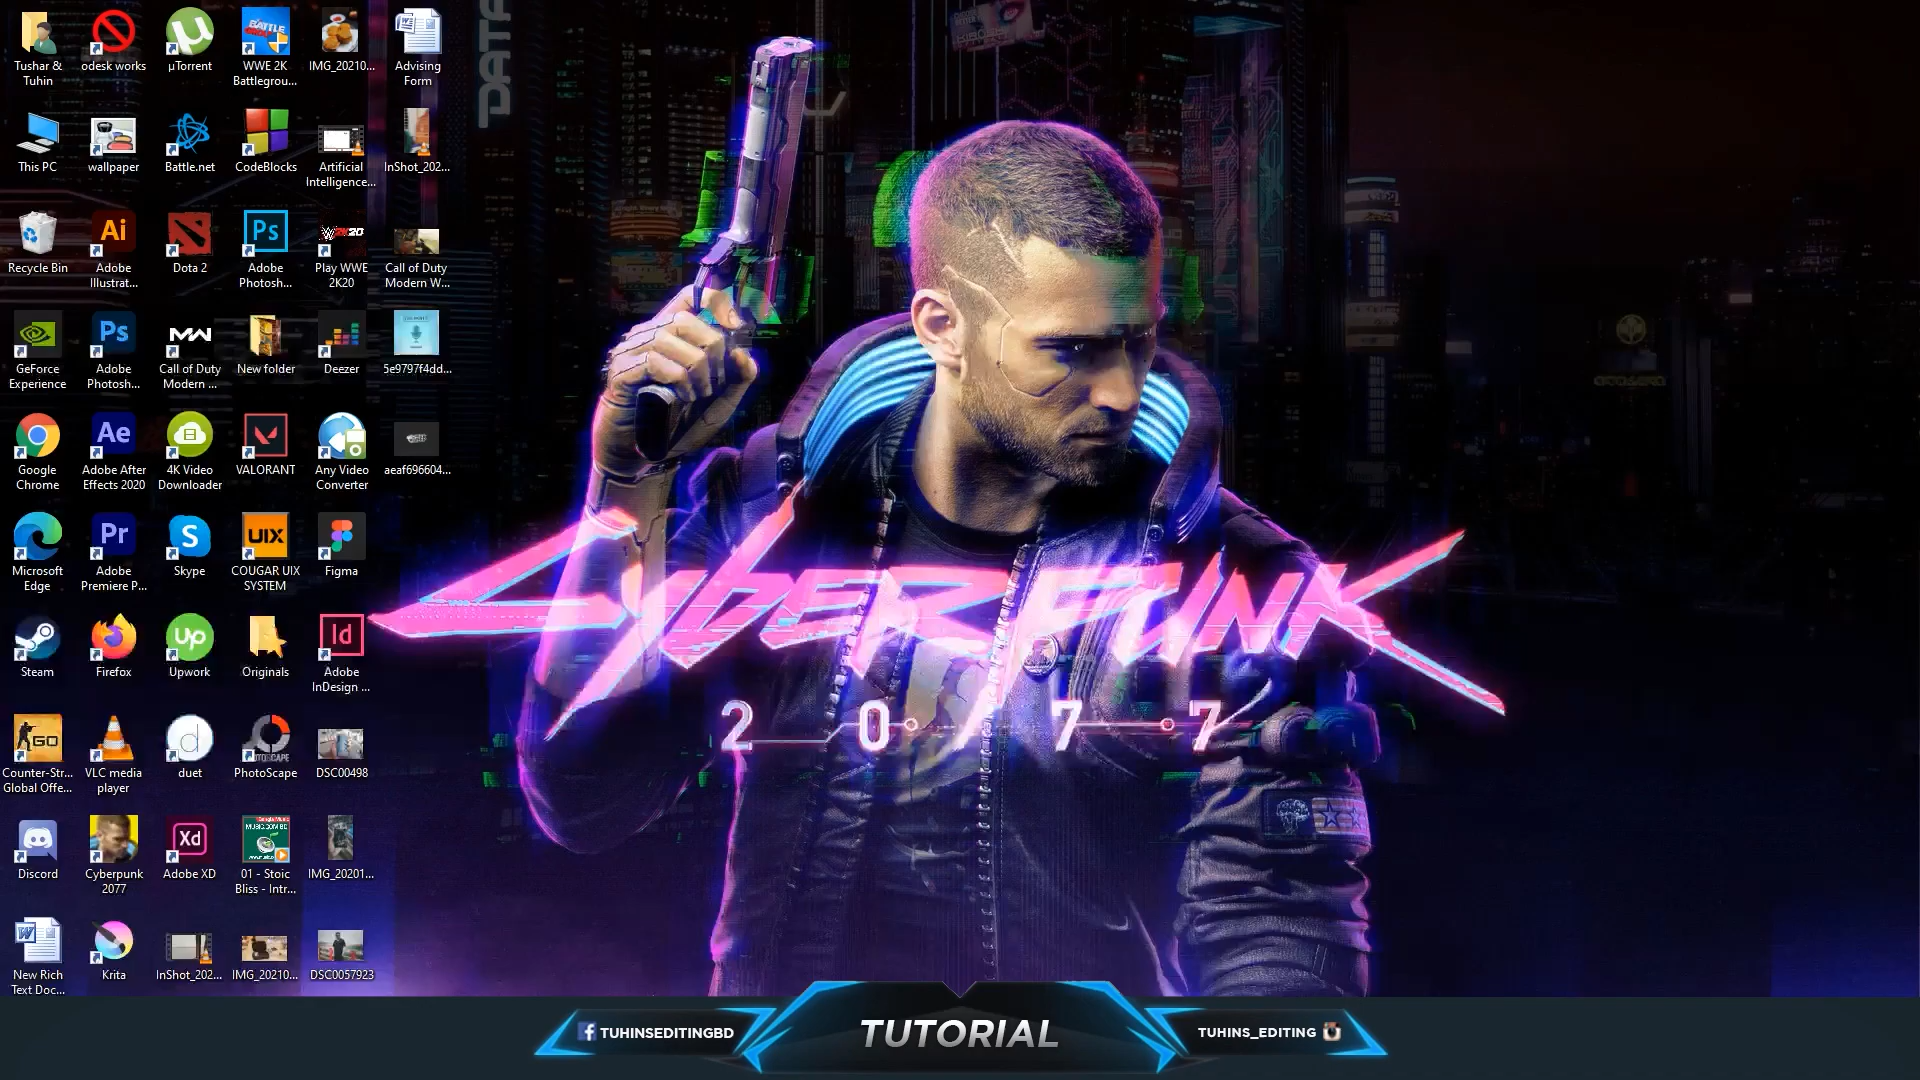 Tushar &
Tuhin
odesk works
µTorrent
WWE 2K
Battlegrou...
IMG_20210...
Advising
Form
This PC
wallpaper
Battle.net
CodeBlocks
Artificial
Intelligence...
InShot_202...
Recycle Bin
Adobe
Illustrat...
Dota 2
Adobe
Photosh...
Play WWE
2K20
Call of Duty
Modern W...
GeForce
Experience
Adobe
Photosh...
Call of Duty
Modern ...
New folder
Deezer
5e9797f4dd...
Google
Chrome
Adobe After
Effects 2020
4K Video
Downloader
VALORANT
Any Video
Converter
aeaf696604...
Microsoft
Edge
Adobe
Premiere P...
Skype
COUGAR UIX
SYSTEM
Figma
Steam
Firefox
Upwork
Originals
Adobe
InDesign ...
Counter-Str...
Global Offe...
VLC media
player
duet
PhotoScape
DSC00498
Discord
Cyberpunk
2077
Adobe XD
01 - Stoic
Bliss - Intr...
IMG_20201...
New Rich
Text Doc...
Krita
InShot_202...
IMG_20210...
DSC0057923
DATA
CYBERPUNK
2077
TUHINSEDITINGBD
TUTORIAL
TUHINS_EDITING